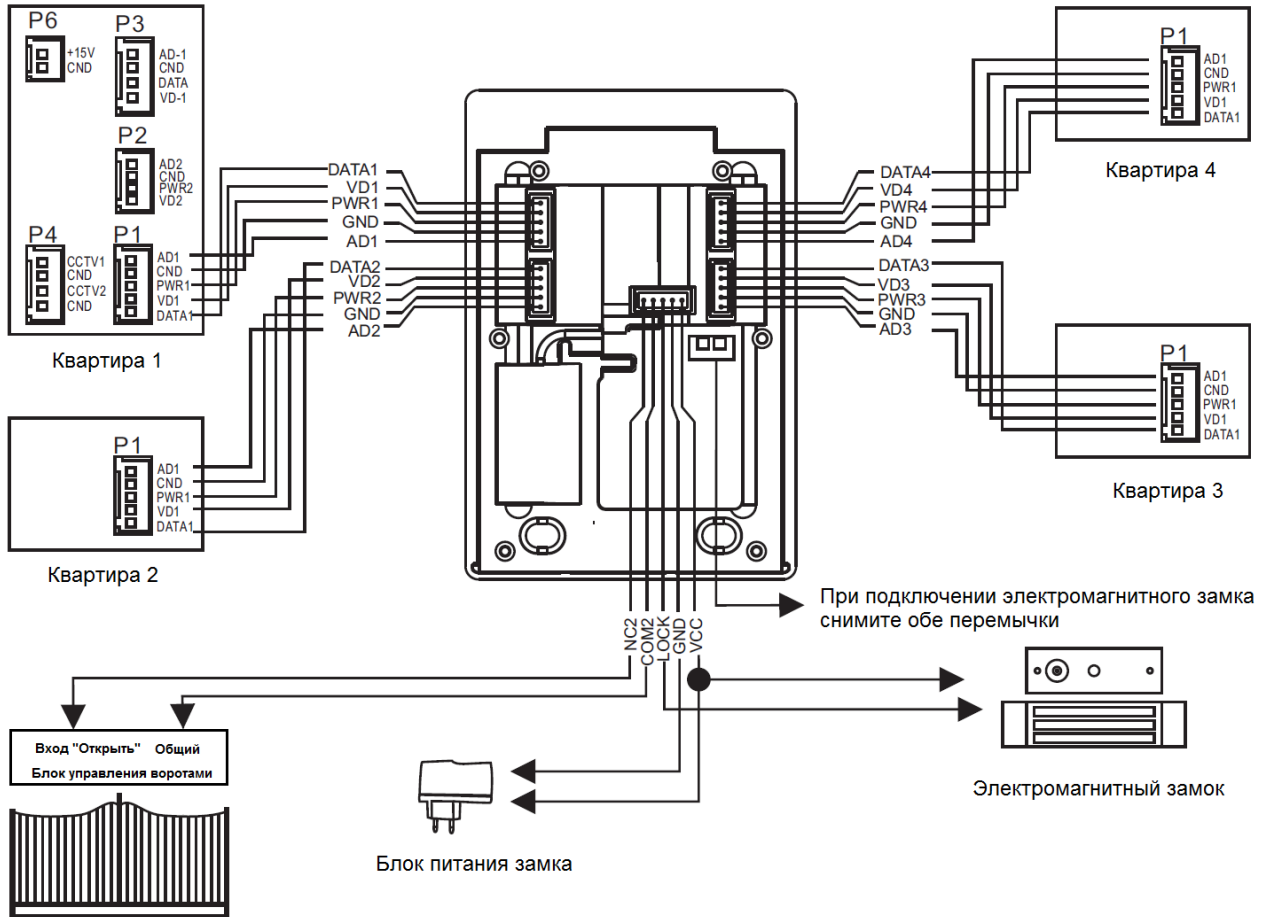 P6
+15V
CND
P3
AD-1
CND
DATA
VD-1
P2
AD2
CND
PWR2
VD2
P4
CCTV1
CND
CCTV2
CND
P1
AD1
CND
PWR1
VD1
DATA1
Квартира 1
P1
AD1
CND
PWR1
VD1
DATA1
Квартира 2
DATA1
VD1
PWR1
GND
AD1
DATA2
VD2
PWR2
GND
AD2
DATA4
VD4
PWR4
GND
AD4
DATA3
VD3
PWR3
GND
AD3
P1
AD1
CND
PWR1
VD1
DATA1
Квартира 4
P1
AD1
CND
PWR1
VD1
DATA1
Квартира 3
NC2
COM2
LOCK
GND
VCC
При подключении электромагнитного замка
снимите обе перемычки
Вход "Открыть" Общий
Блок управления воротами
Блок питания замка
Электромагнитный замок